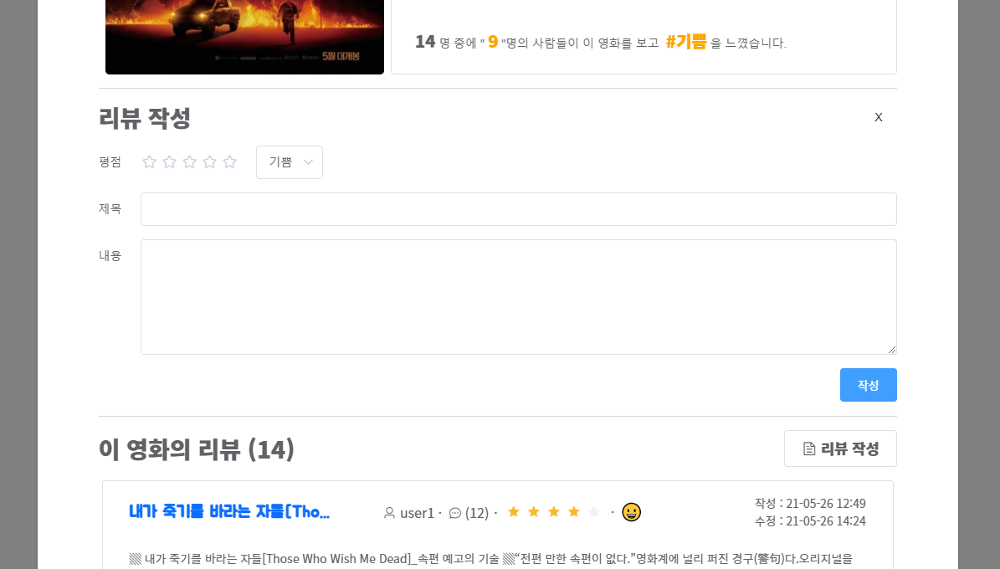 5월 대개봉
14 명 중에 " 9 "명의 사람들이 이 영화를 보고 #기쁨 을 느꼈습니다.
리뷰 작성
X
평점
기쁨
제목
내용
작성
이 영화의 리뷰 (14)
리뷰 작성
내가 죽기를 바라는 자들[Tho...
user1 · (12) · ·
작성 : 21-05-26 12:49
수정 : 21-05-26 14:24
▒ 내가 죽기를 바라는 자들[Those Who Wish Me Dead]_속편 예고의 기술 ▒“전편 만한 속편이 없다.”영화계에 널리 퍼진 경구(警句)다.오리지널을